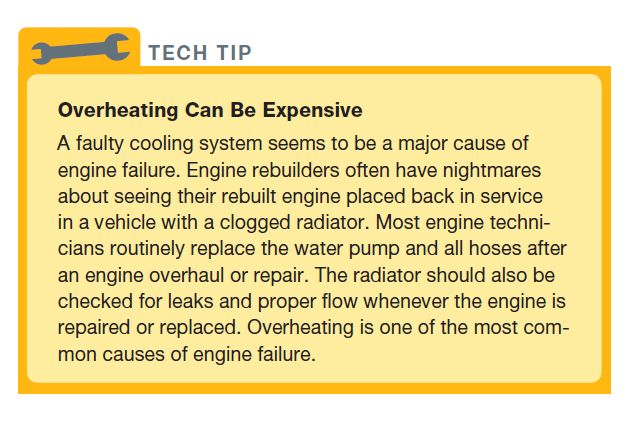 TECH TIP
Overheating Can Be Expensive
A faulty cooling system seems to be a major cause of
engine failure. Engine rebuilders often have nightmares
about seeing their rebuilt engine placed back in service
in a vehicle with a clogged radiator. Most engine techni-
cians routinely replace the water pump and all hoses after
an engine overhaul or repair. The radiator should also be
checked for leaks and proper flow whenever the engine is
repaired or replaced. Overheating is one of the most com-
mon causes of engine failure.